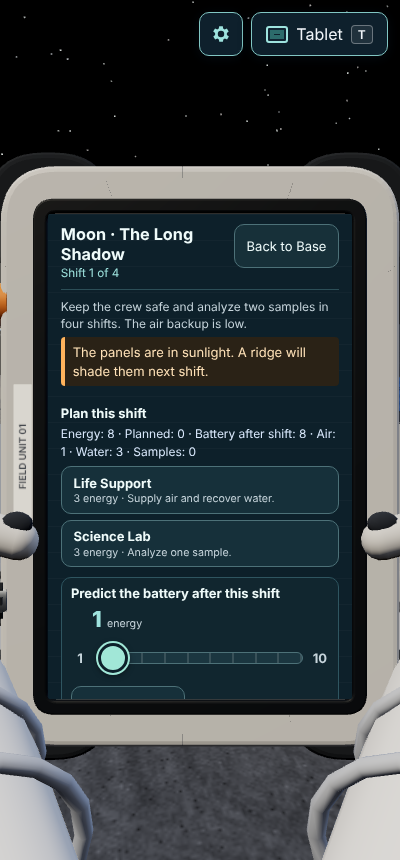 Tablet T
Moon · The Long
Shadow
Back to Base
Shift 1 of 4
Keep the crew safe and analyze two samples in
four shifts. The air backup is low.
The panels are in sunlight. A ridge will
shade them next shift.
Plan this shift
Energy: 8 · Planned: 0 · Battery after shift: 8 · Air:
1 · Water: 3 · Samples: 0
Life Support
3 energy · Supply air and recover water.
Science Lab
3 energy · Analyze one sample.
Predict the battery after this shift
1 energy
1
10
FIELD UNIT 01